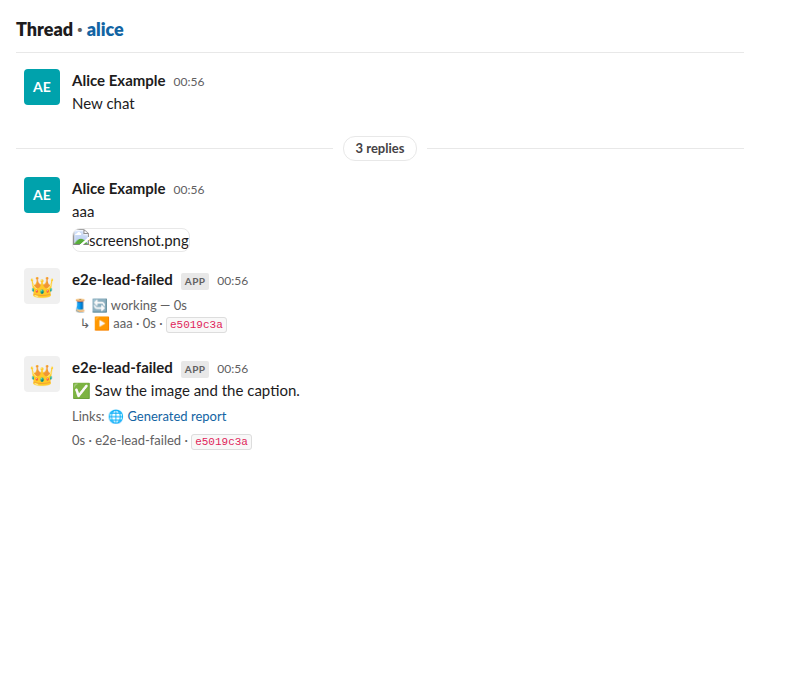 Thread • alice
AE
Alice Example 00:56
New chat
3 replies
AE
Alice Example 00:56
aaa
screenshot.png
e2e-lead-failed APP 00:56
🧵 🔄 working — 0s
↳ ▶️ aaa · 0s · e5019c3a
e2e-lead-failed APP 00:56
✅ Saw the image and the caption.
Links: 🌐 Generated report
0s · e2e-lead-failed · e5019c3a